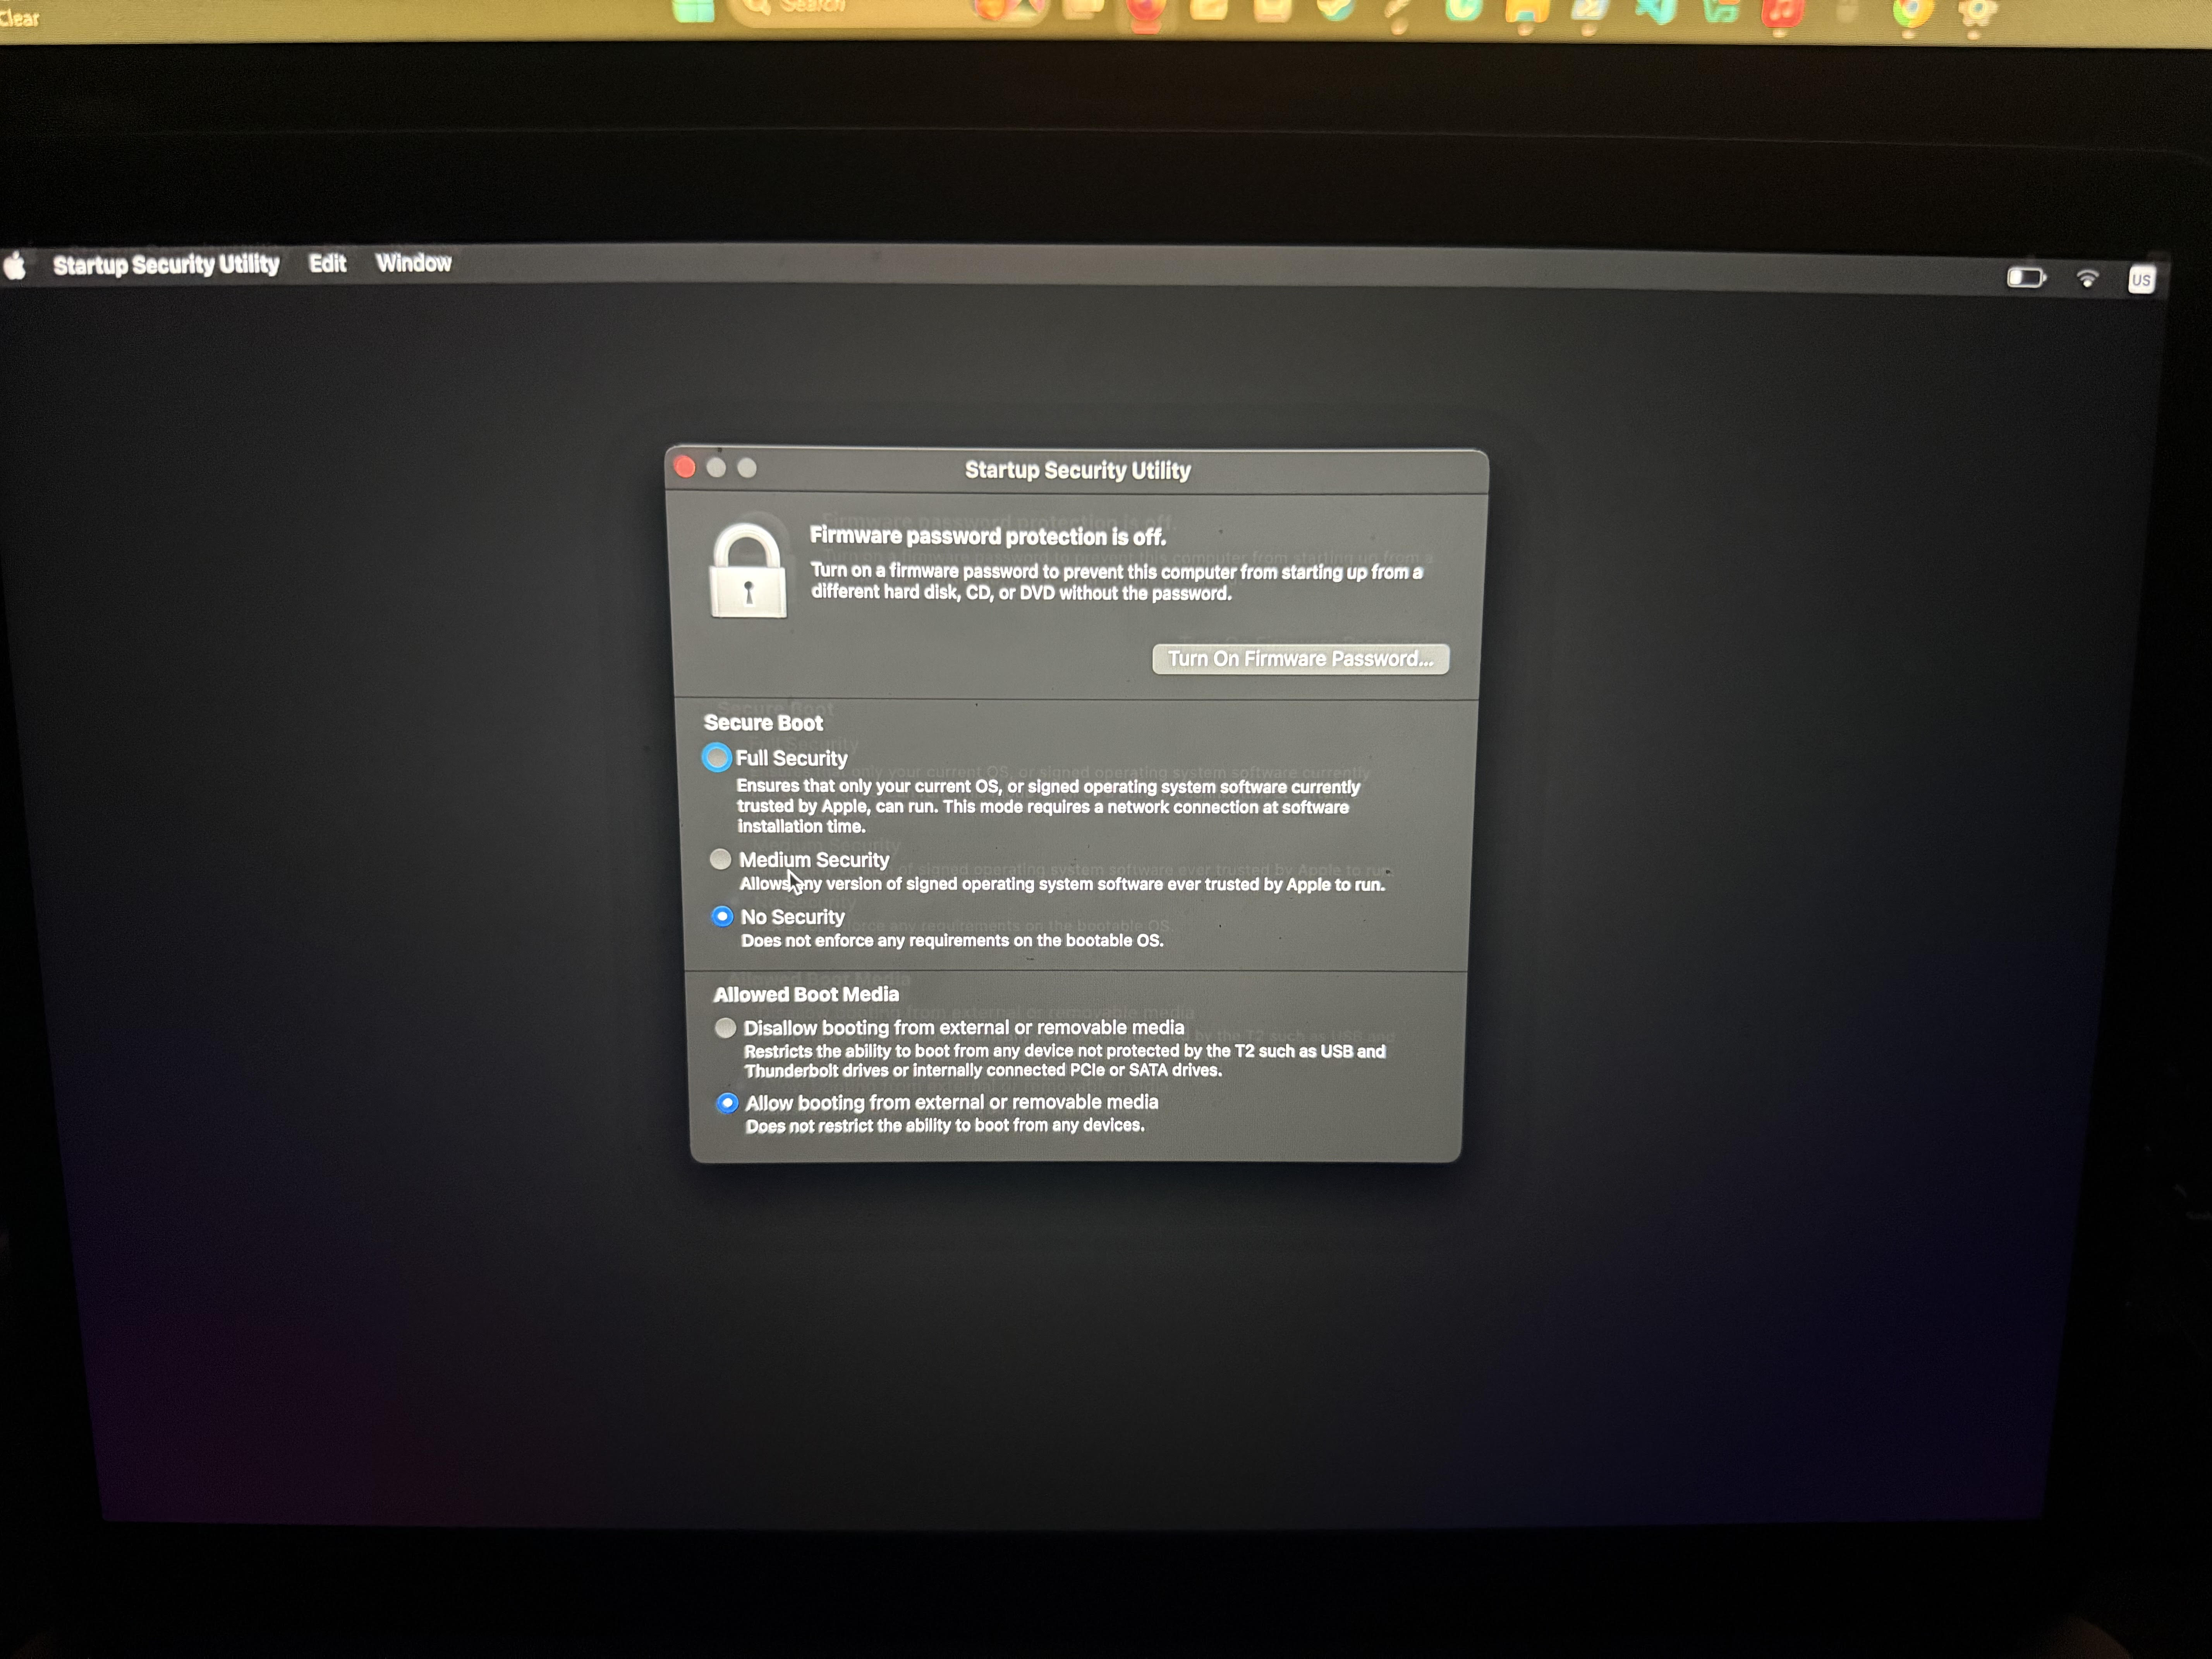 Clear
Search
Startup Security Utility Edit Window
US
Startup Security Utility
Firmware password protection is off.
Turn on a firmware password to prevent this computer from starting up from a
different hard disk, CD, or DVD without the password.
Turn On Firmware Password...
Secure Boot
Full Security
Ensures that only your current OS, or signed operating system software currently
trusted by Apple, can run. This mode requires a network connection at software
installation time.
Medium Security
Allows any version of signed operating system software ever trusted by Apple to run.
No Security
Does not enforce any requirements on the bootable OS.
Allowed Boot Media
Disallow booting from external or removable media
Restricts the ability to boot from any device not protected by the T2 such as USB and
Thunderbolt drives or internally connected PCIe or SATA drives.
Allow booting from external or removable media
Does not restrict the ability to boot from any devices.